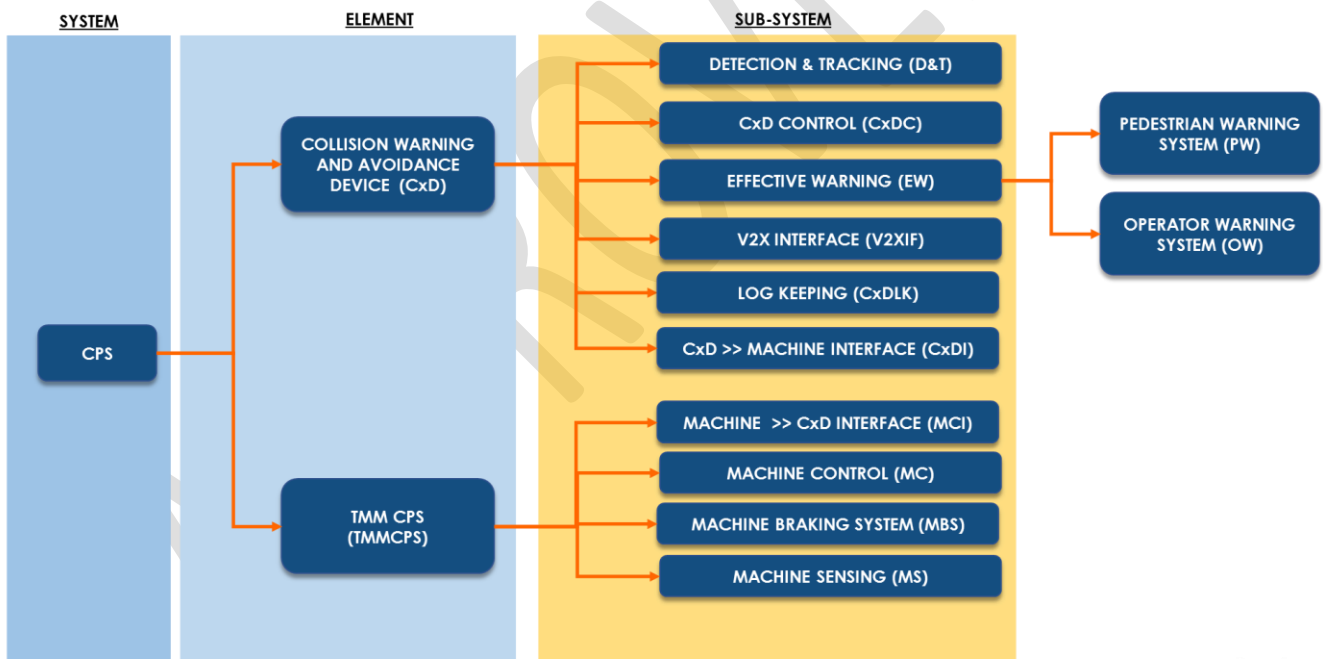 SYSTEM
ELEMENT
SUB-SYSTEM
CPS
COLLISION WARNING
AND AVOIDANCE
DEVICE (CxD)
TMM CPS
(TMMCPS)
DETECTION & TRACKING (D&T)
CxD CONTROL (CxDC)
EFFECTIVE WARNING (EW)
V2X INTERFACE (V2XIF)
LOG KEEPING (CxDLK)
CxD >> MACHINE INTERFACE (CxDI)
MACHINE >> CxD INTERFACE (MCI)
MACHINE CONTROL (MC)
MACHINE BRAKING SYSTEM (MBS)
MACHINE SENSING (MS)
PEDESTRIAN WARNING
SYSTEM (PW)
OPERATOR WARNING
SYSTEM (OW)